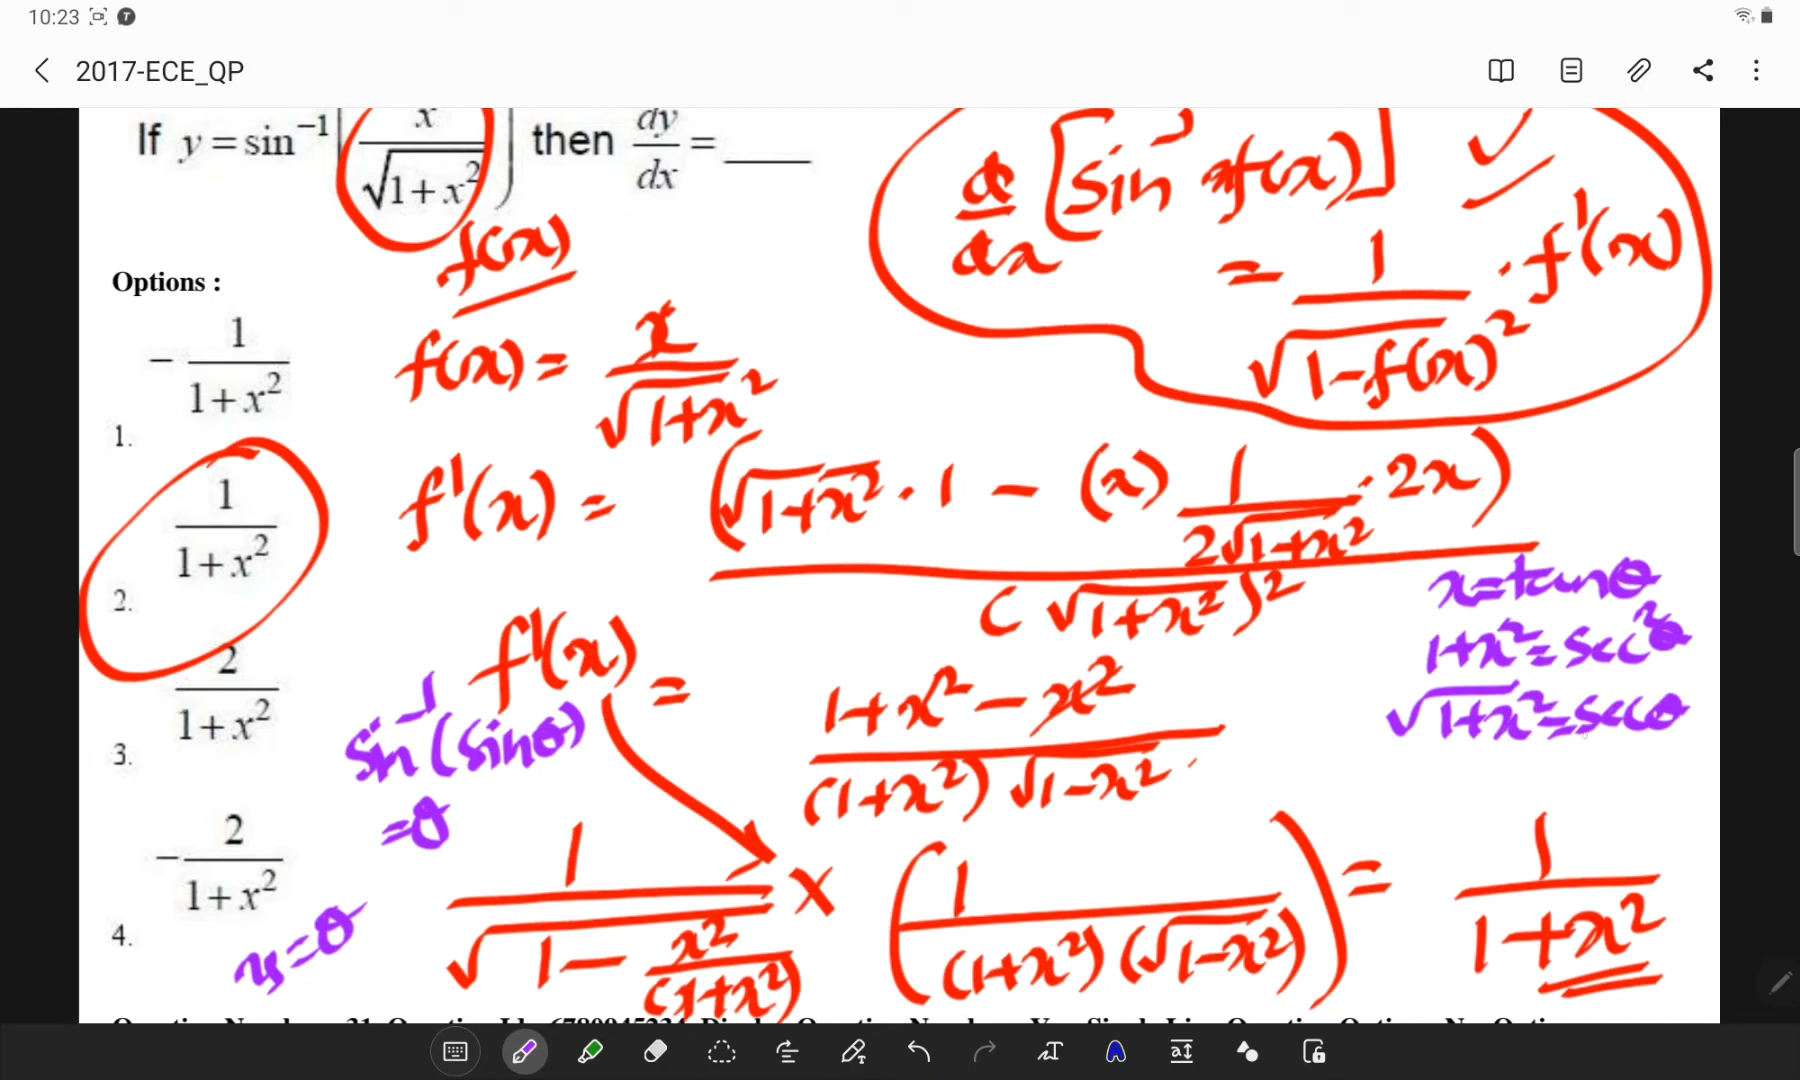 10:23
2017-ECE_QP
If y = sin⁻¹(x/√(1+x²)) then dy/dx = ____
d/dx [sin⁻¹ f(x)] ✓
= 1/√(1-f(x)²) · f'(x)
f(x)
Options :
1. -1/(1+x²)
f(x) = x/√(1+x²)
2. 1/(1+x²)
f'(x) = (√(1+x²) · 1 - (x) 1/(2√(1+x²)) · 2x)/(√(1+x²))²
x = tanθ
1+x² = sec²θ
√(1+x²) = secθ
3. 2/(1+x²)
f'(x) = (1+x² - x²)/((1+x²) √(1-x²))
sin⁻¹(sinθ)
= θ
4. -2/(1+x²)
y = θ
1/√(1 - x²/(1+x²)) × (1/((1+x²)(√(1-x²)))) = 1/(1+x²)